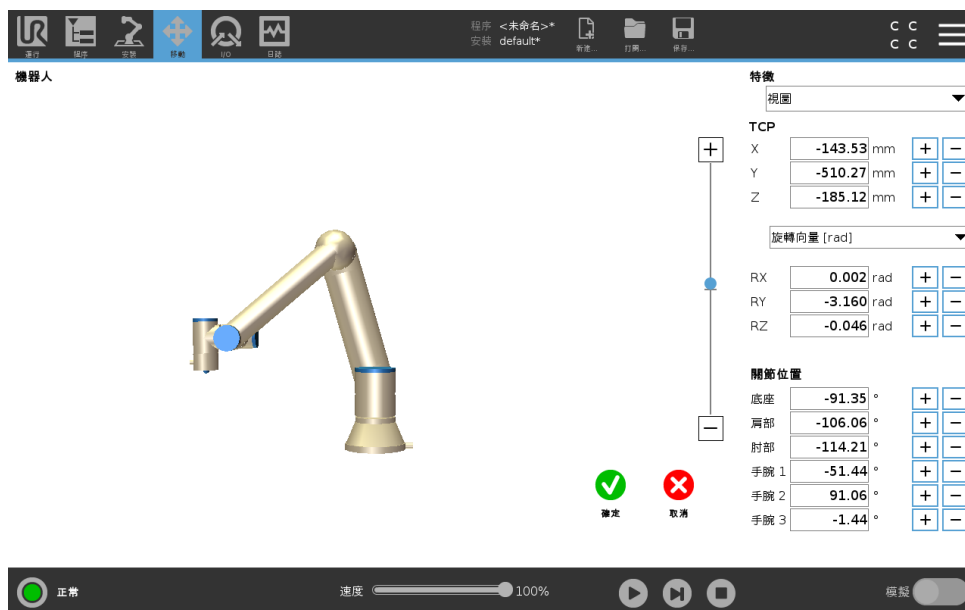 UR
運行
程序
安裝
移動
I/O
日誌
程序 <未命名>*
安裝 default*
新建...
打開...
保存...
C C
C C
機器人
特徵
視圖
TCP
X -143.53 mm + −
Y -510.27 mm + −
Z -185.12 mm + −
旋轉向量 [rad]
RX 0.002 rad + −
RY -3.160 rad + −
RZ -0.046 rad + −
關節位置
底座 -91.35 ° + −
肩部 -106.06 ° + −
肘部 -114.21 ° + −
手腕 1 -51.44 ° + −
手腕 2 91.06 ° + −
手腕 3 -1.44 ° + −
確定
取消
正常
速度 100%
模擬